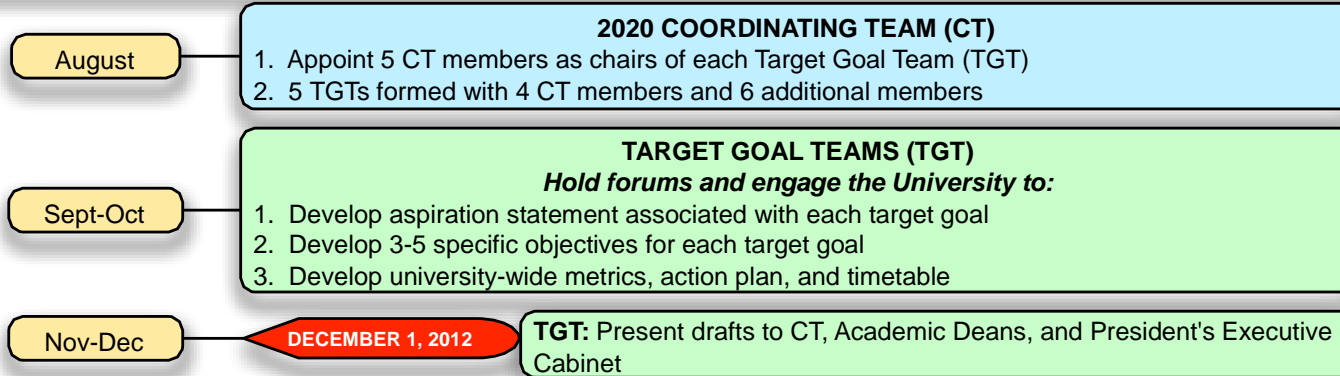 August
2020 COORDINATING TEAM (CT)
1. Appoint 5 CT members as chairs of each Target Goal Team (TGT)
2. 5 TGTs formed with 4 CT members and 6 additional members
Sept-Oct
TARGET GOAL TEAMS (TGT)
Hold forums and engage the University to:
1. Develop aspiration statement associated with each target goal
2. Develop 3-5 specific objectives for each target goal
3. Develop university-wide metrics, action plan, and timetable
Nov-Dec
DECEMBER 1, 2012
TGT: Present drafts to CT, Academic Deans, and President's Executive
Cabinet